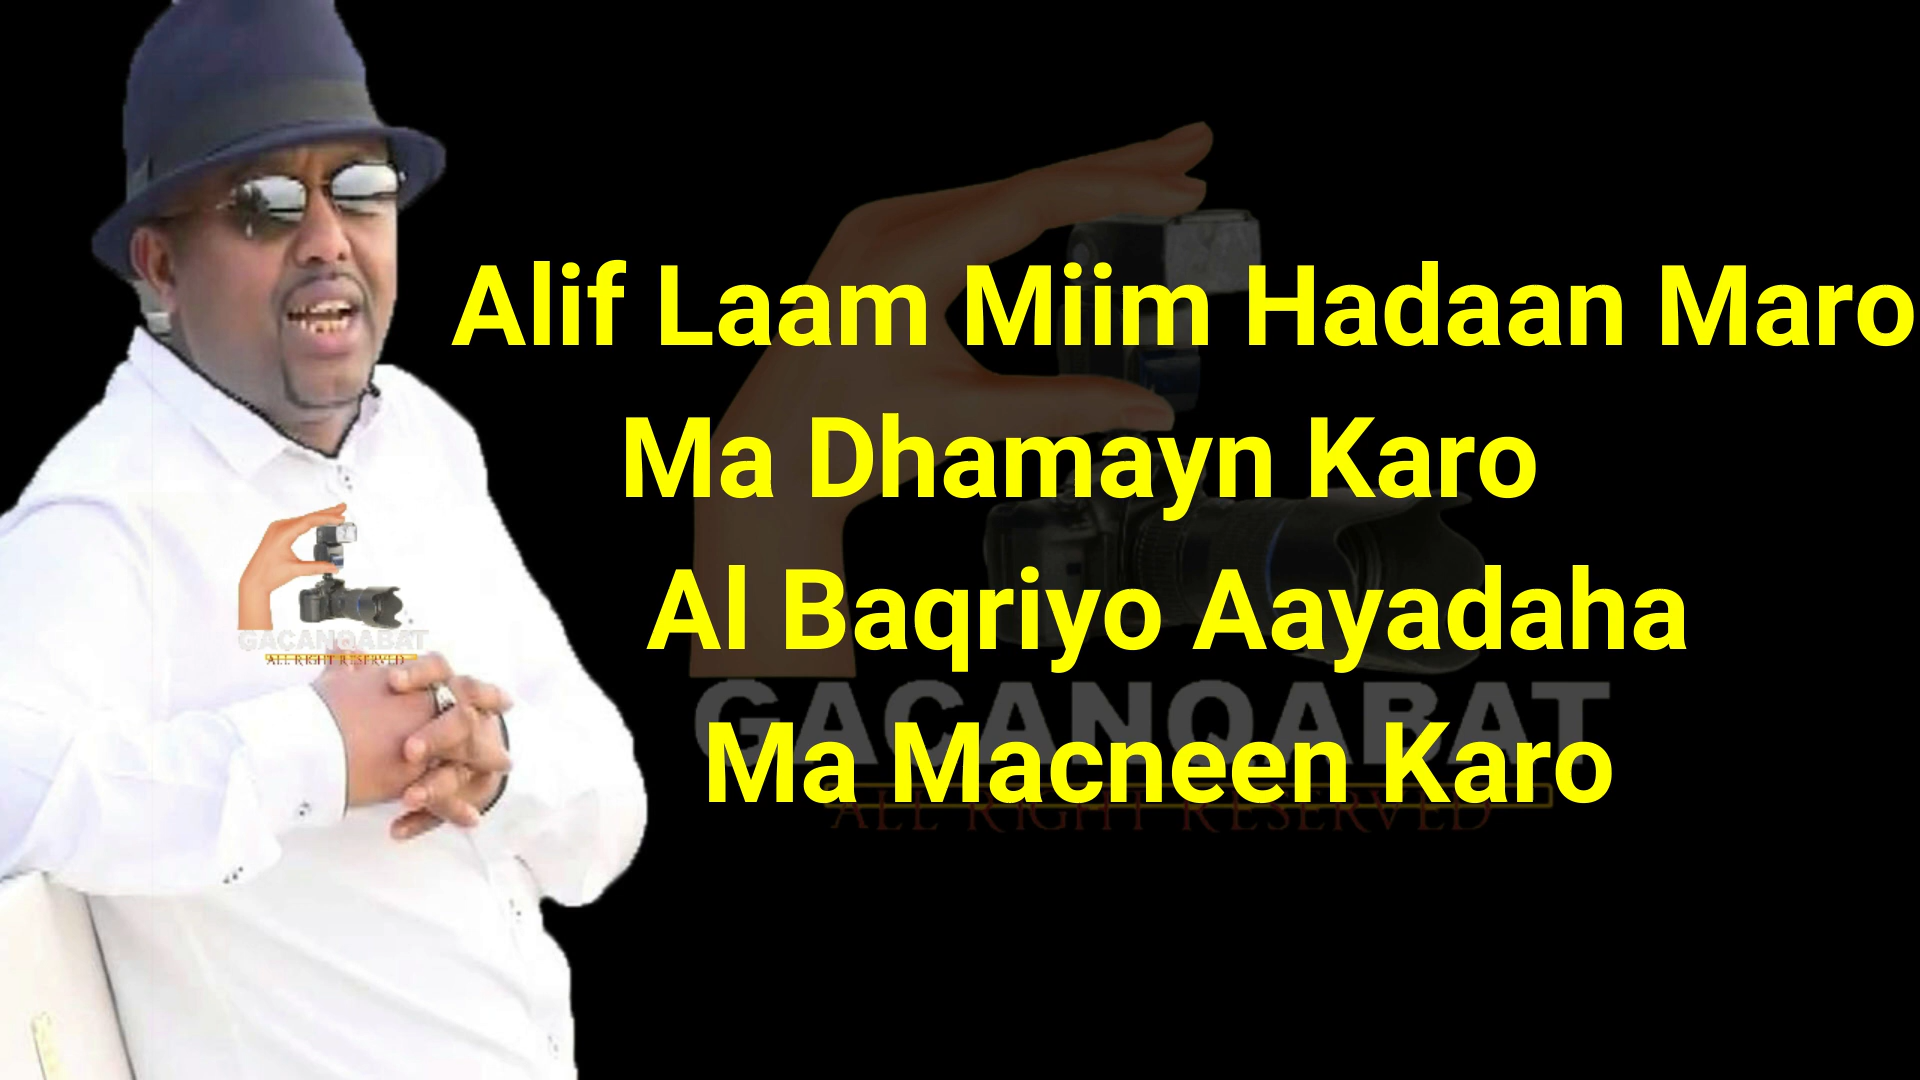 Alif Laam Miim Hadaan Maro
Ma Dhamayn Karo
Al Baqriyo Aayadaha
Ma Macneen Karo
GACANQABAT
ALL RIGHT RESERVED
GACANQABAT
ALL RIGHT RESERVED